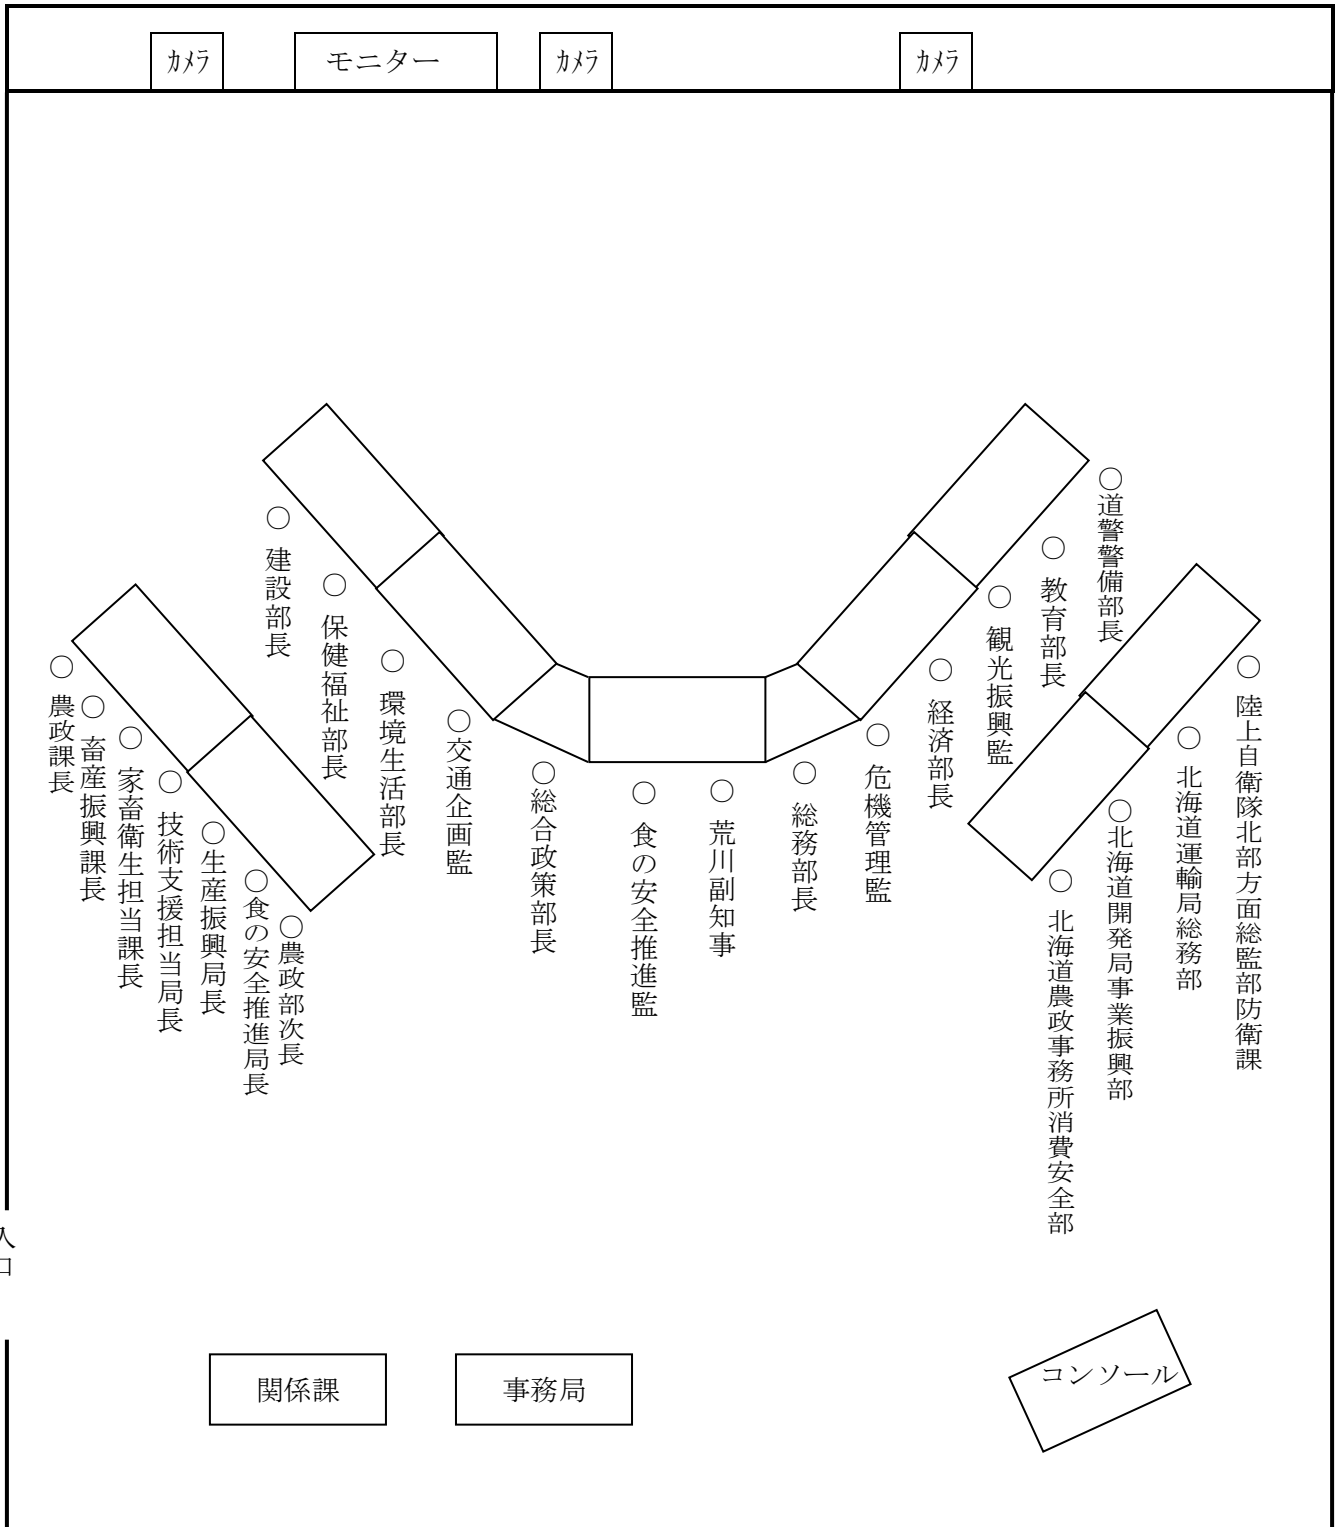 ｶﾒﾗ
モニター
ｶﾒﾗ
ｶﾒﾗ
○ 建設部長
○ 保健福祉部長
○ 環境生活部長
○交通企画監
○総合政策部長
○ 食の安全推進監
○ 荒川副知事
○ 総務部長
○ 危機管理監
○ 経済部長
○ 観光振興監
○ 教育部長
○道警警備部長
○ 農政課長
○ 畜産振興課長
○ 家畜衛生担当課長
○ 技術支援担当局長
○生産振興局長
○食の安全推進局長
○農政部次長
○ 北海道農政事務所消費安全部
○北海道開発局事業振興部
○ 北海道運輸局総務部
○ 陸上自衛隊北部方面総監部防衛課
入口
関係課
事務局
コンソール